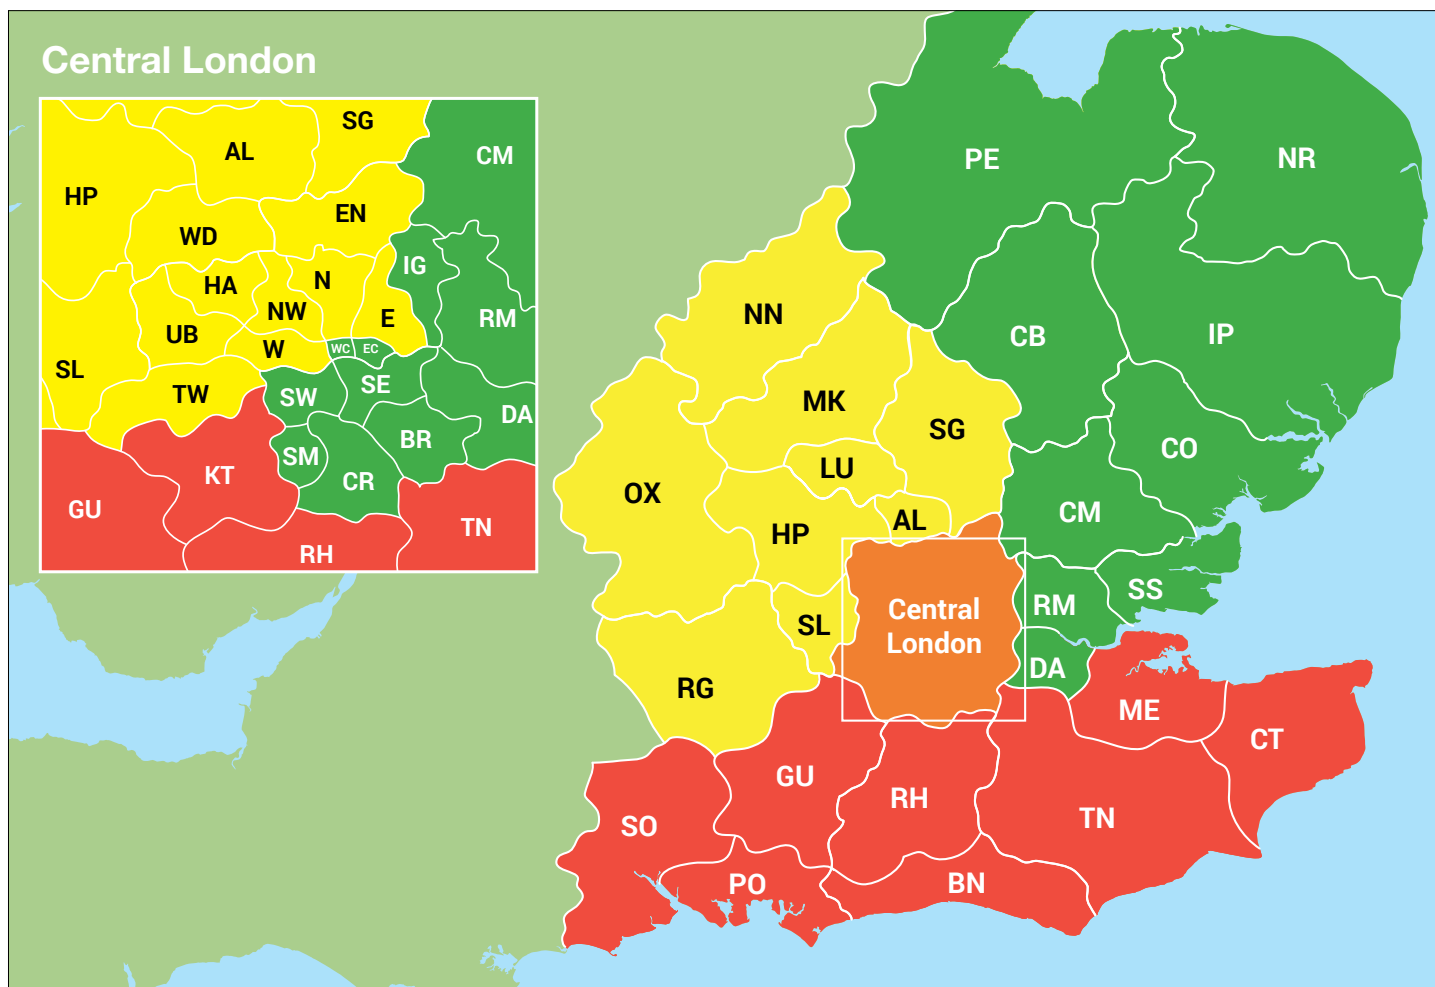 Central London
SG
AL
CM
HP
EN
WD
IG
HA
N
NW
E
RM
UB
W
WC
EC
SL
TW
SW
SE
DA
SM
BR
KT
CR
GU
TN
RH
PE
NR
NN
CB
IP
MK
SG
CO
LU
OX
HP
AL
CM
SS
RM
SL
Central
London
DA
RG
ME
CT
GU
RH
TN
SO
PO
BN